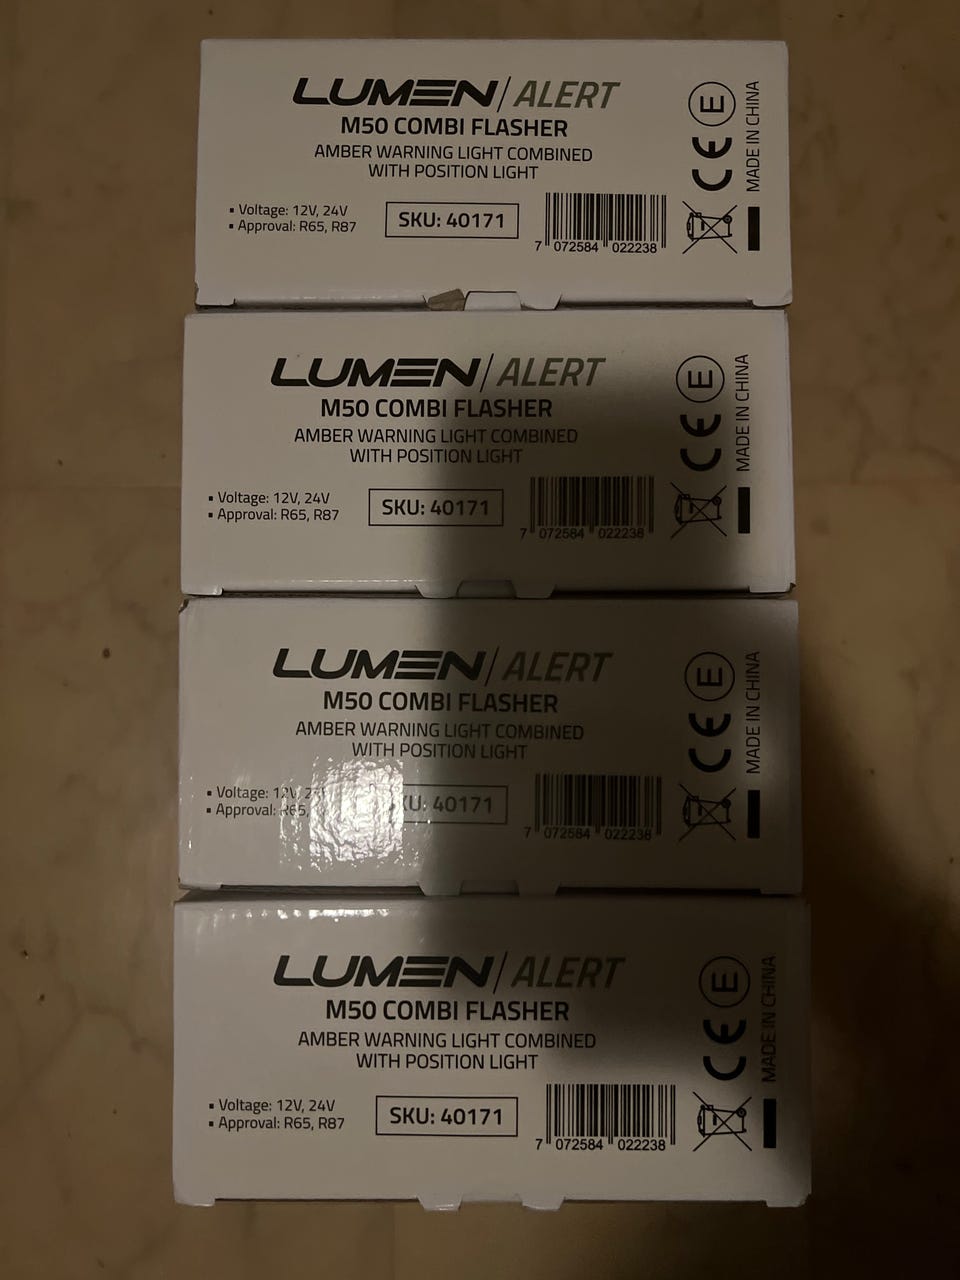 LUMEN/ALERT
M50 COMBI FLASHER
AMBER WARNING LIGHT COMBINED
WITH POSITION LIGHT
▪ Voltage: 12V, 24V
▪ Approval: R65, R87
SKU: 40171
7 072584 022238
E
CE
MADE IN CHINA
LUMEN/ALERT
M50 COMBI FLASHER
AMBER WARNING LIGHT COMBINED
WITH POSITION LIGHT
▪ Voltage: 12V, 24V
▪ Approval: R65, R87
SKU: 40171
7 072584 022238
E
CE
MADE IN CHINA
LUMEN/ALERT
M50 COMBI FLASHER
AMBER WARNING LIGHT COMBINED
WITH POSITION LIGHT
▪ Voltage: 12V, 24
▪ Approval: R65,
KU: 40171
7 072584 022238
E
CE
MADE IN CHINA
LUMEN/ALERT
M50 COMBI FLASHER
AMBER WARNING LIGHT COMBINED
WITH POSITION LIGHT
▪ Voltage: 12V, 24V
▪ Approval: R65, R87
SKU: 40171
7 072584 022238
E
CE
MADE IN CHINA